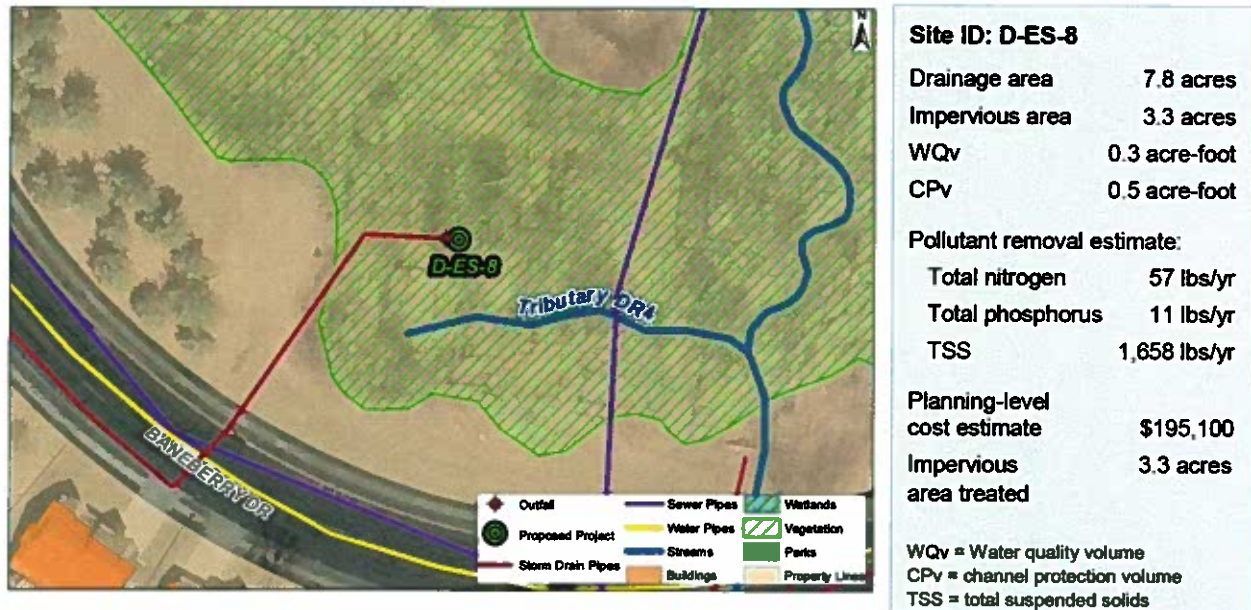 N
D-ES-8
Tributary DR4
BANEBERRY DR
Outfall
Proposed Project
Storm Drain Pipes
Sewer Pipes
Water Pipes
Streams
Buildings
Wetlands
Vegetation
Parks
Property Lines
Site ID: D-ES-8
Drainage area 7.8 acres
Impervious area 3.3 acres
WQv 0.3 acre-foot
CPv 0.5 acre-foot
Pollutant removal estimate:
Total nitrogen 57 lbs/yr
Total phosphorus 11 lbs/yr
TSS 1,658 lbs/yr
Planning-level
cost estimate $195,100
Impervious 3.3 acres
area treated
WQv = Water quality volume
CPv = channel protection volume
TSS = total suspended solids